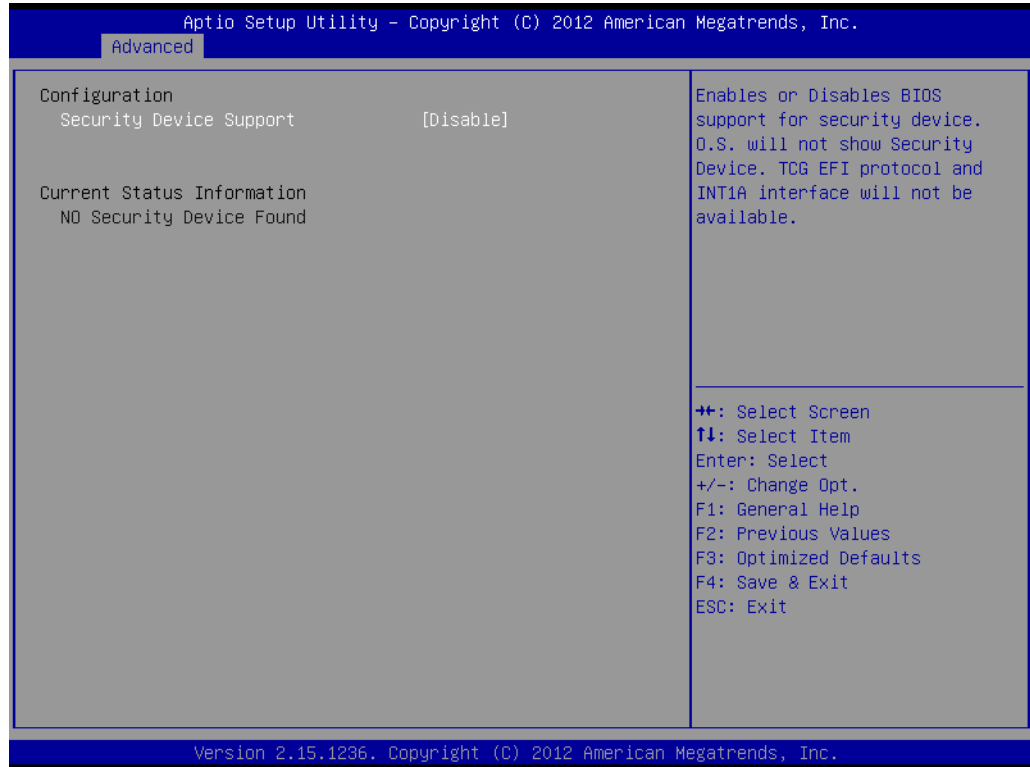 Aptio Setup Utility – Copyright (C) 2012 American Megatrends, Inc.
Advanced
Configuration
Security Device Support [Disable]
Current Status Information
NO Security Device Found
Enables or Disables BIOS
support for security device.
O.S. will not show Security
Device. TCG EFI protocol and
INT1A interface will not be
available.
→←: Select Screen
↑↓: Select Item
Enter: Select
+/-: Change Opt.
F1: General Help
F2: Previous Values
F3: Optimized Defaults
F4: Save & Exit
ESC: Exit
Version 2.15.1236. Copyright (C) 2012 American Megatrends, Inc.